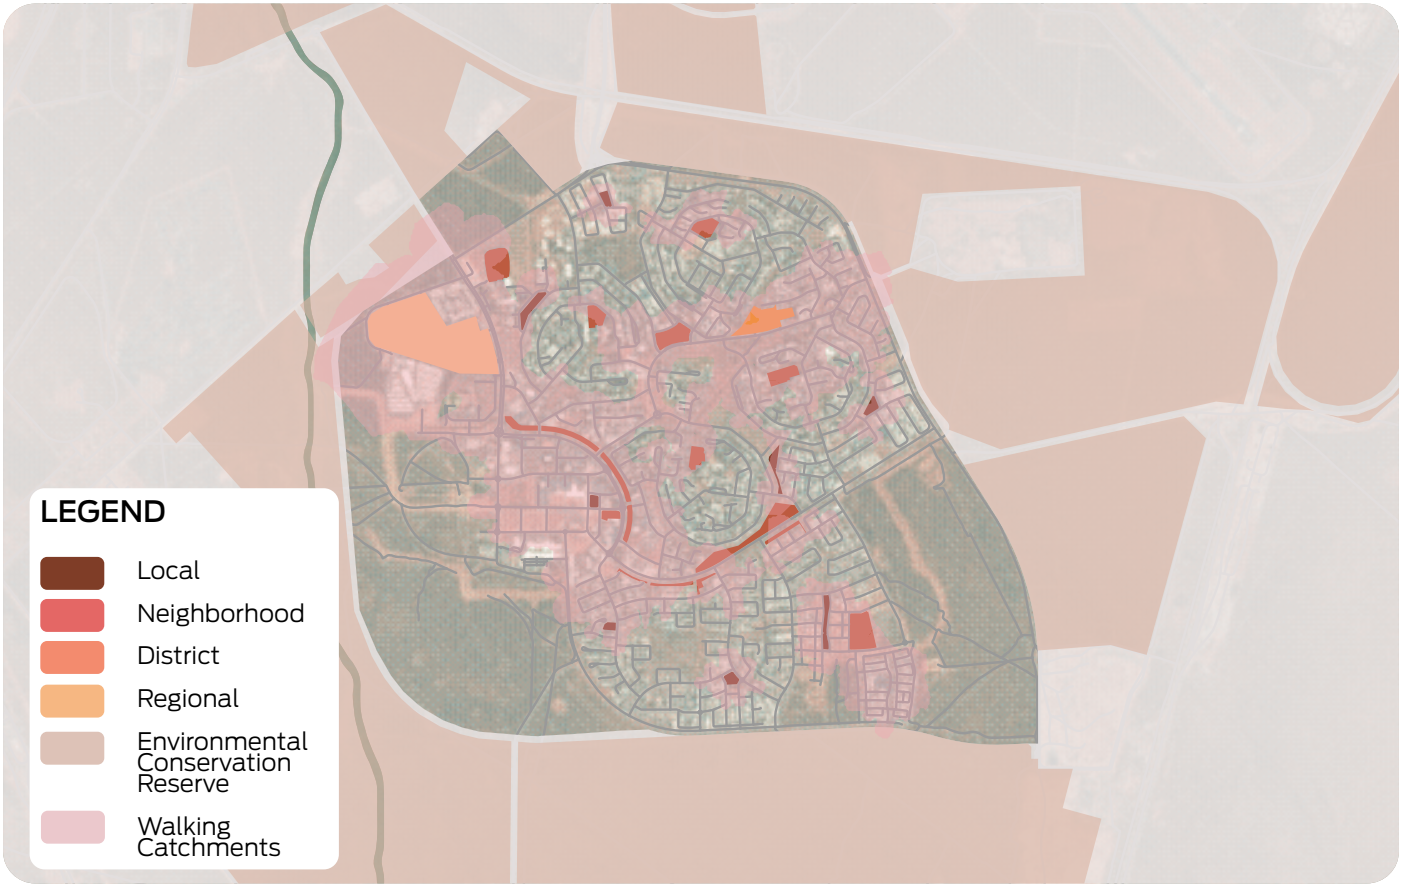 LEGEND
Local
Neighborhood
District
Regional
Environmental
Conservation
Reserve
Walking
Catchments